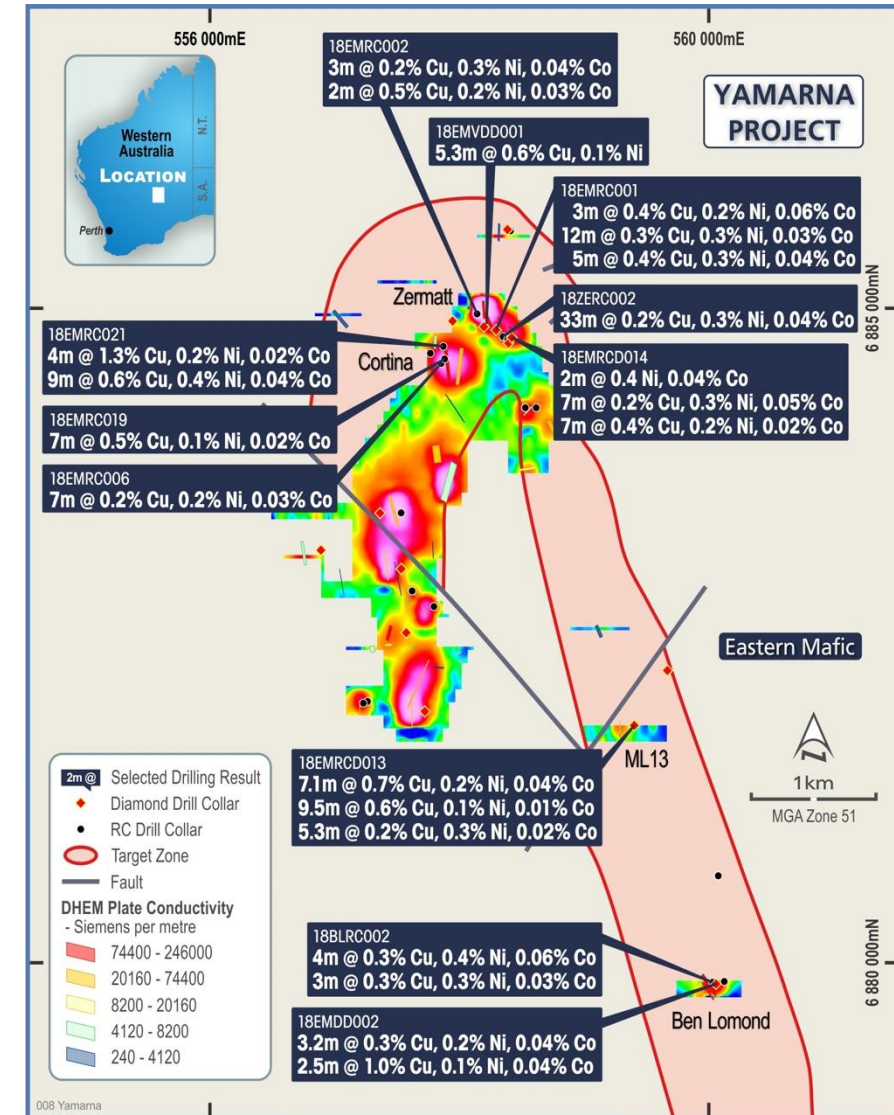 556 000mE
560 000mE
YAMARNA
PROJECT
Western
Australia
LOCATION
Perth
N.T.
S.A.
18EMRC002
3m @ 0.2% Cu, 0.3% Ni, 0.04% Co
2m @ 0.5% Cu, 0.2% Ni, 0.03% Co
18EMVDD001
5.3m @ 0.6% Cu, 0.1% Ni
18EMRC001
3m @ 0.4% Cu, 0.2% Ni, 0.06% Co
12m @ 0.3% Cu, 0.3% Ni, 0.03% Co
5m @ 0.4% Cu, 0.3% Ni, 0.04% Co
6 885 000mN
Zermatt
18ZERC002
33m @ 0.2% Cu, 0.3% Ni, 0.04% Co
18EMRC021
4m @ 1.3% Cu, 0.2% Ni, 0.02% Co
9m @ 0.6% Cu, 0.4% Ni, 0.04% Co
Cortina
18EMRCD014
2m @ 0.4 Ni, 0.04% Co
7m @ 0.2% Cu, 0.3% Ni, 0.05% Co
7m @ 0.4% Cu, 0.2% Ni, 0.02% Co
18EMRC019
7m @ 0.5% Cu, 0.1% Ni, 0.02% Co
18EMRC006
7m @ 0.2% Cu, 0.2% Ni, 0.03% Co
Eastern Mafic
ML13
1km
MGA Zone 51
18EMRCD013
7.1m @ 0.7% Cu, 0.2% Ni, 0.04% Co
9.5m @ 0.6% Cu, 0.1% Ni, 0.01% Co
5.3m @ 0.2% Cu, 0.3% Ni, 0.02% Co
2m @ Selected Drilling Result
Diamond Drill Collar
RC Drill Collar
Target Zone
Fault
DHEM Plate Conductivity
- Siemens per metre
74400 - 246000
20160 - 74400
8200 - 20160
4120 - 8200
240 - 4120
18BLRC002
4m @ 0.3% Cu, 0.4% Ni, 0.06% Co
3m @ 0.3% Cu, 0.3% Ni, 0.03% Co
6 880 000mN
Ben Lomond
18EMDD002
3.2m @ 0.3% Cu, 0.2% Ni, 0.04% Co
2.5m @ 1.0% Cu, 0.1% Ni, 0.04% Co
008 Yamarna